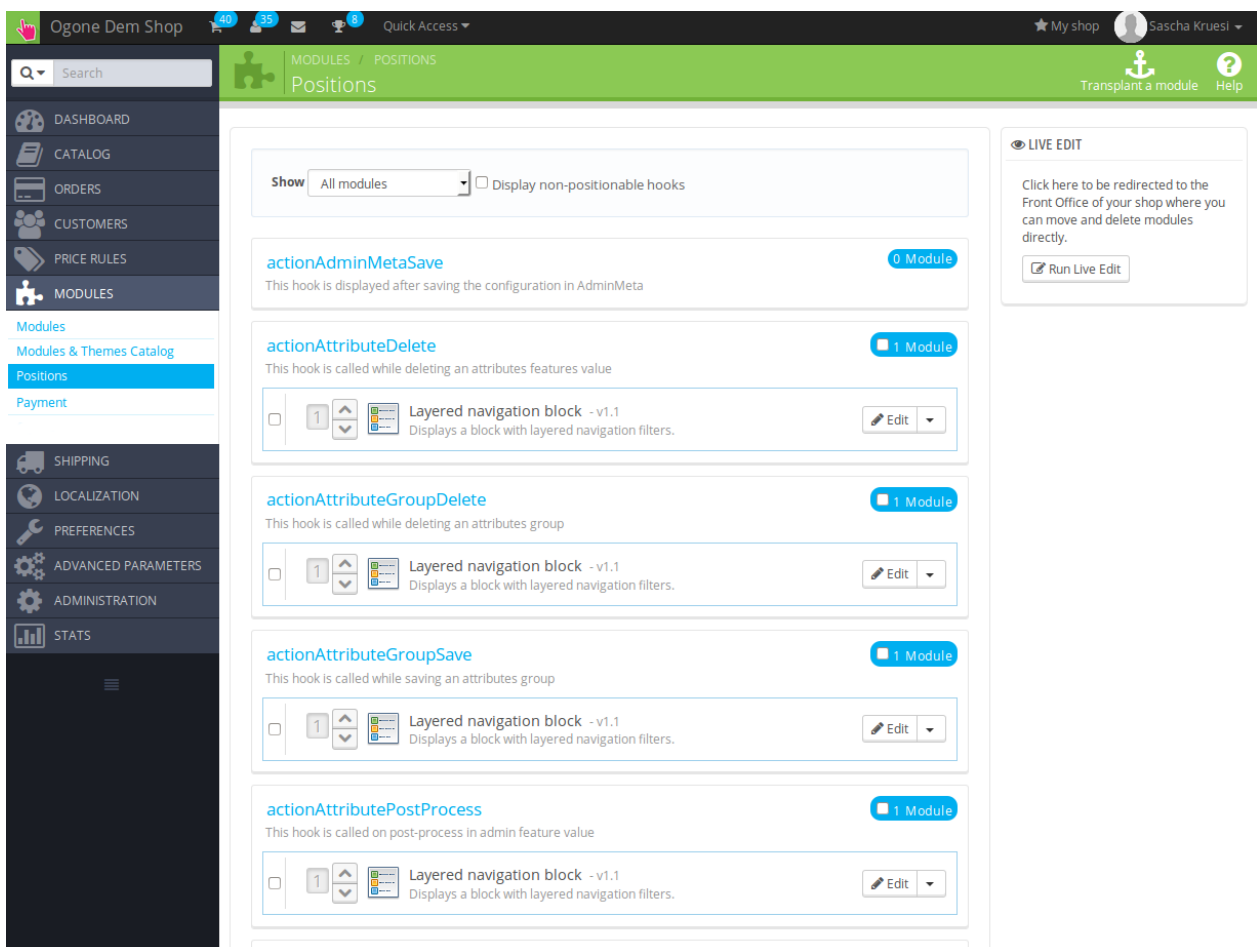 Ogone Dem Shop 40 35 8 Quick Access My shop Sascha Kruesi
Search
MODULES / POSITIONS
Positions
Transplant a module Help
DASHBOARD
CATALOG
ORDERS
CUSTOMERS
PRICE RULES
MODULES
Modules
Modules & Themes Catalog
Positions
Payment
SHIPPING
LOCALIZATION
PREFERENCES
ADVANCED PARAMETERS
ADMINISTRATION
STATS
Show All modules Display non-positionable hooks
actionAdminMetaSave 0 Module
This hook is displayed after saving the configuration in AdminMeta
actionAttributeDelete 1 Module
This hook is called while deleting an attributes features value
1 Layered navigation block - v1.1 Edit
Displays a block with layered navigation filters.
actionAttributeGroupDelete 1 Module
This hook is called while deleting an attributes group
1 Layered navigation block - v1.1 Edit
Displays a block with layered navigation filters.
actionAttributeGroupSave 1 Module
This hook is called while saving an attributes group
1 Layered navigation block - v1.1 Edit
Displays a block with layered navigation filters.
actionAttributePostProcess 1 Module
This hook is called on post-process in admin feature value
1 Layered navigation block - v1.1 Edit
Displays a block with layered navigation filters.
LIVE EDIT
Click here to be redirected to the
Front Office of your shop where you
can move and delete modules
directly.
Run Live Edit